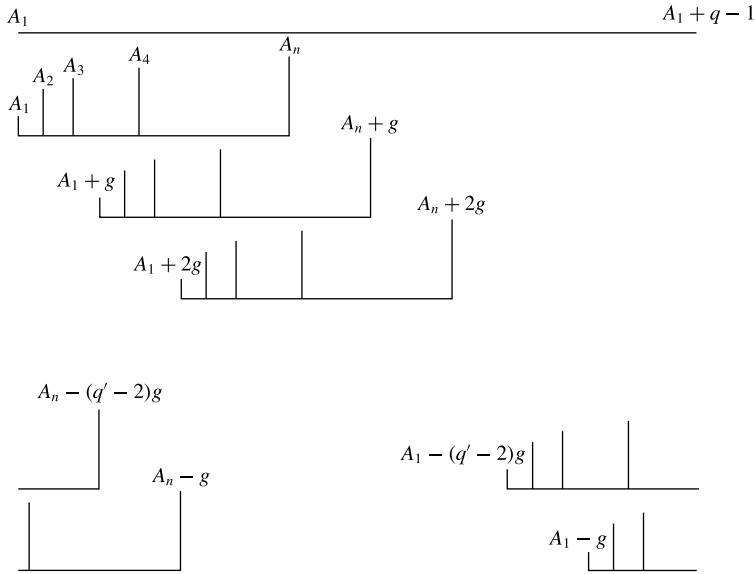 A₁ A₁ + q − 1
Aₙ
A₄
A₃
A₂
A₁
Aₙ + g
A₁ + g
Aₙ + 2g
A₁ + 2g
Aₙ − (q′ − 2)g
A₁ − (q′ − 2)g
Aₙ − g
A₁ − g